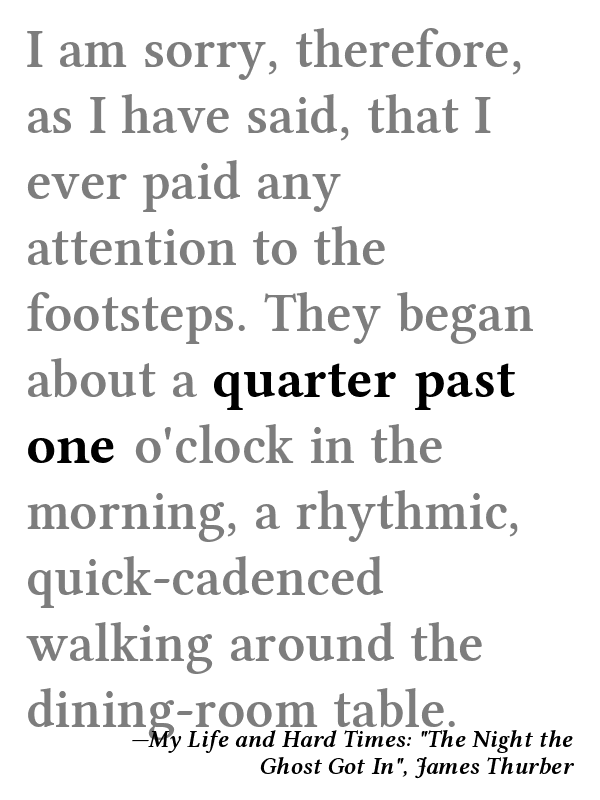 I am sorry, therefore,
as I have said, that I
ever paid any
attention to the
footsteps. They began
about a quarter past
one o'clock in the
morning, a rhythmic,
quick-cadenced
walking around the
dining-room table.
—My Life and Hard Times: "The Night the
Ghost Got In", James Thurber